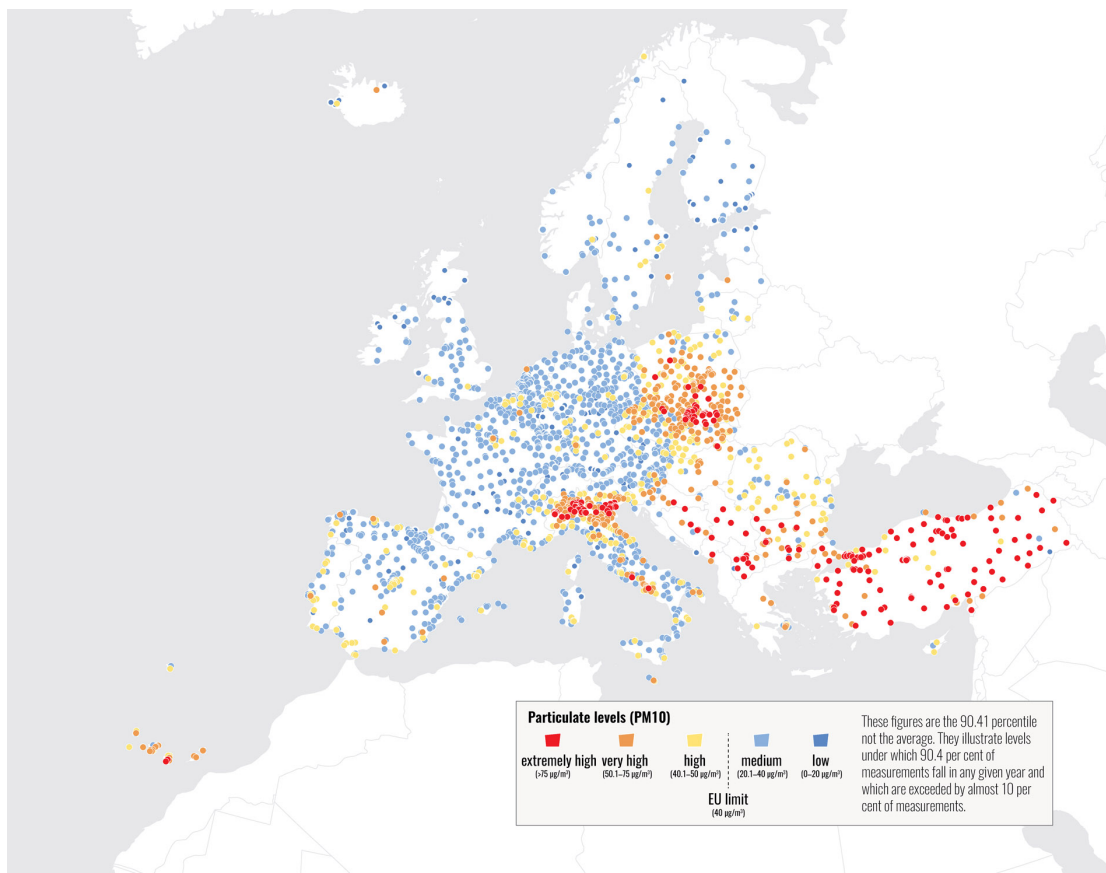 Particulate levels (PM10)
extremely high
(>75 µg/m³)
very high
(50.1–75 µg/m³)
high
(40.1–50 µg/m³)
medium
(20.1–40 µg/m³)
low
(0–20 µg/m³)
EU limit
(40 µg/m³)
These figures are the 90.41 percentile
not the average. They illustrate levels
under which 90.4 per cent of
measurements fall in any given year and
which are exceeded by almost 10 per
cent of measurements.